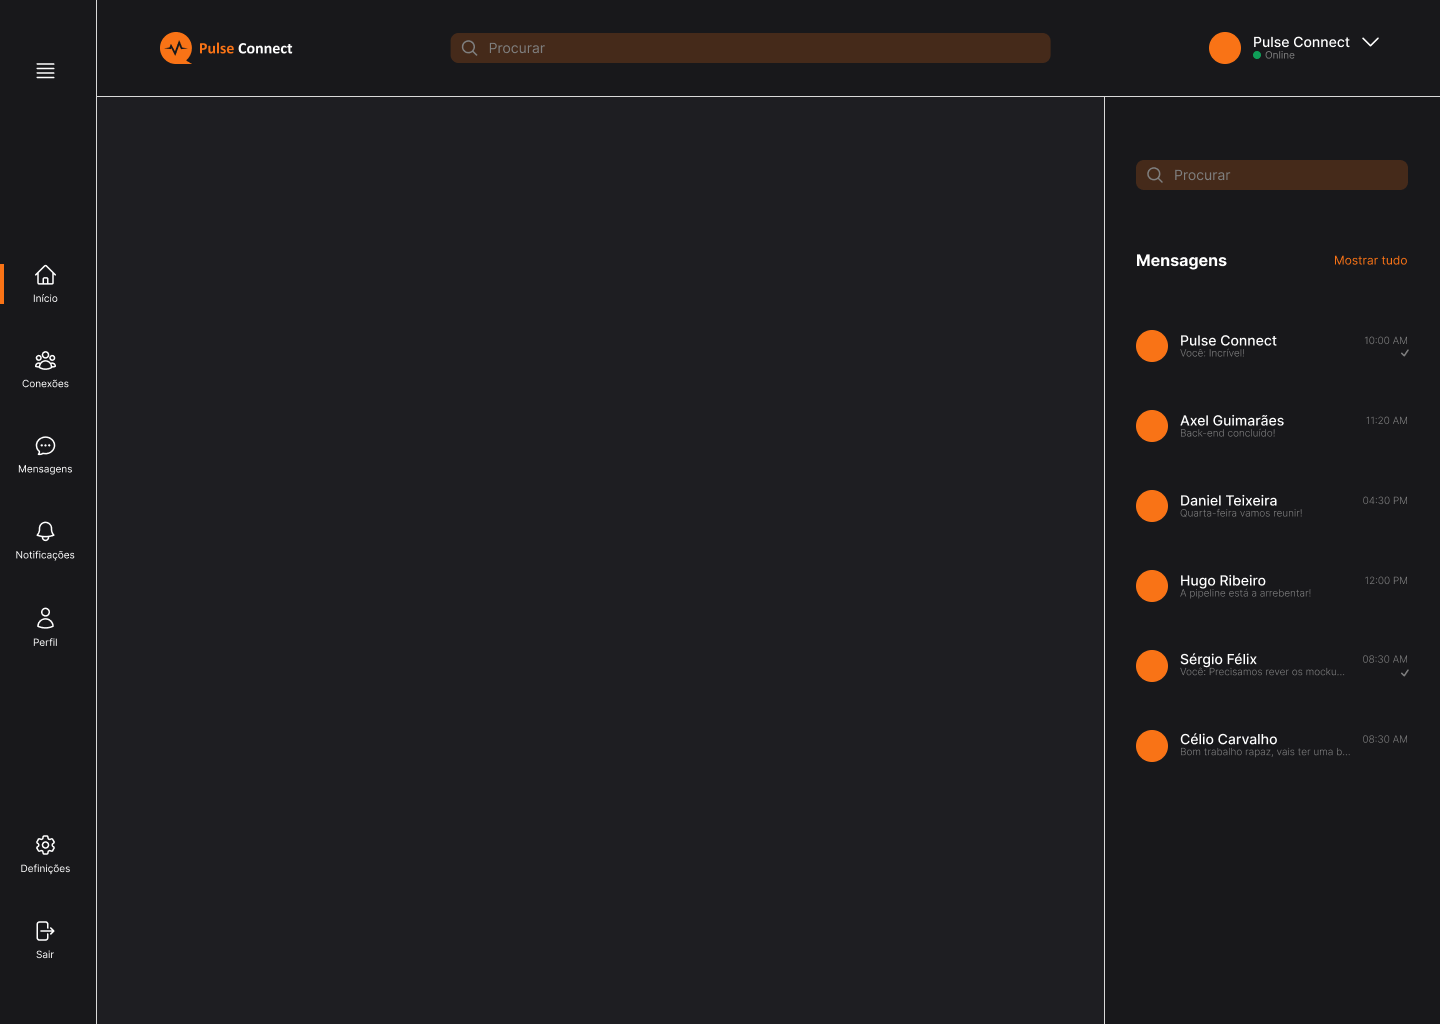 Pulse Connect
Procurar
Pulse Connect
Online
Início
Conexões
Mensagens
Notificações
Perfil
Definições
Sair
Procurar
Mensagens
Mostrar tudo
Pulse Connect
10:00 AM
Você: Incrível!
Axel Guimarães
11:20 AM
Back-end concluído!
Daniel Teixeira
04:30 PM
Quarta-feira vamos reunir!
Hugo Ribeiro
12:00 PM
A pipeline está a arrebentar!
Sérgio Félix
08:30 AM
Você: Precisamos rever os mocku...
Célio Carvalho
08:30 AM
Bom trabalho rapaz, vais ter uma b...